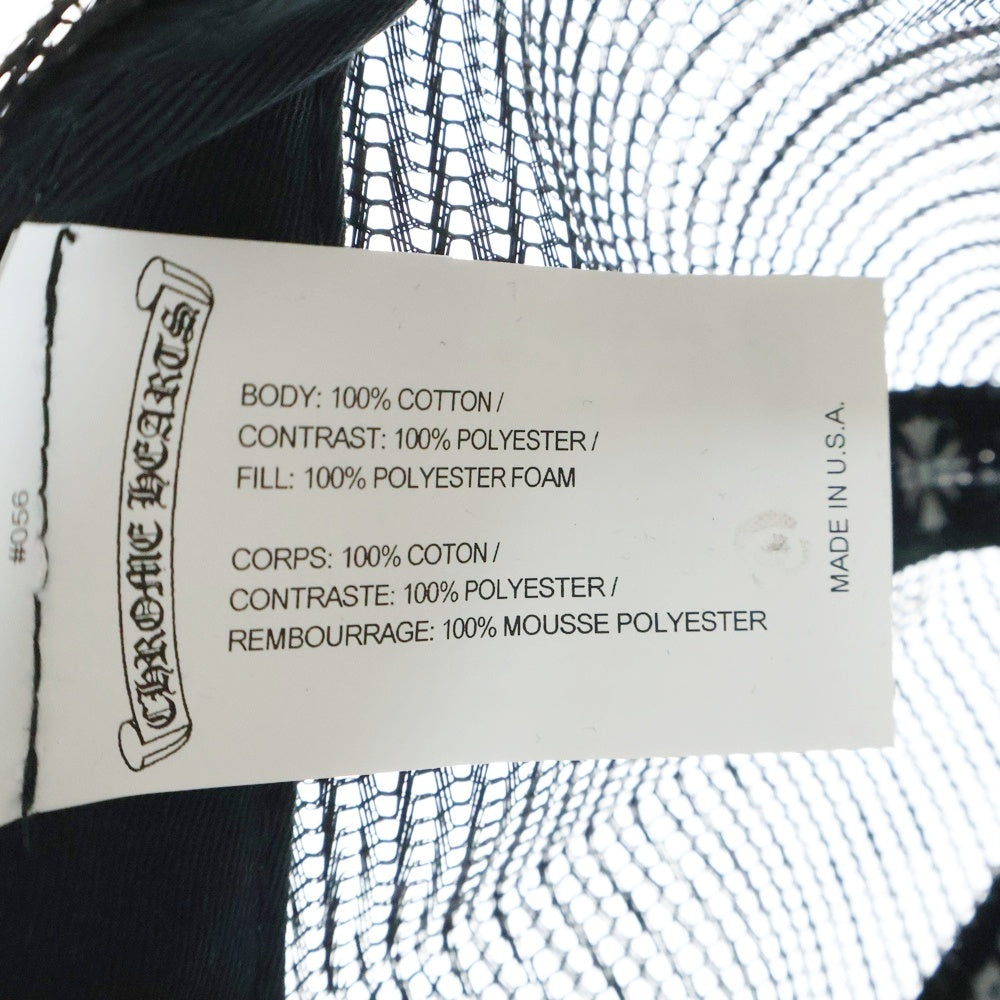 CHROME HEARTS
BODY: 100% COTTON /
CONTRAST: 100% POLYESTER /
FILL: 100% POLYESTER FOAM
CORPS: 100% COTON /
CONTRASTE: 100% POLYESTER /
REMBOURRAGE: 100% MOUSSE POLYESTER
MADE IN U.S.A.
#056